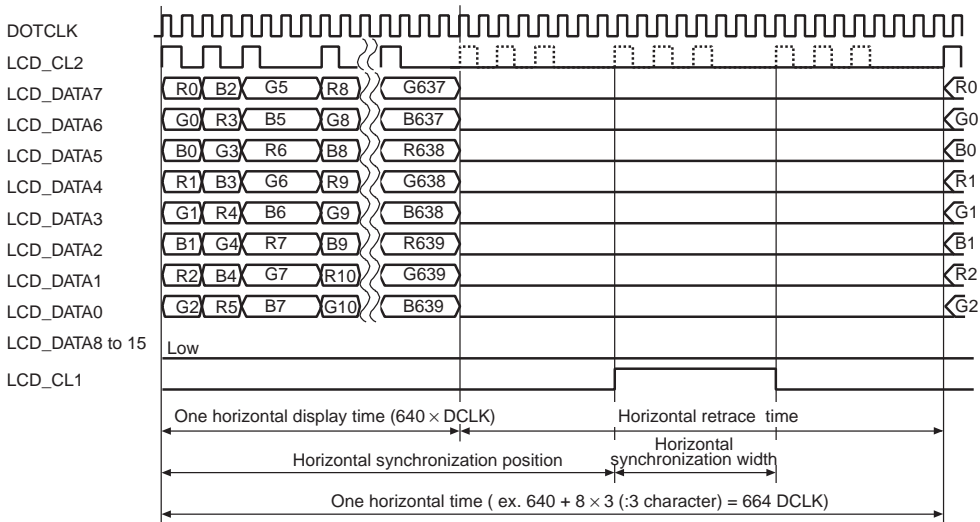 DOTCLK
LCD_CL2
LCD_DATA7 R0 B2 G5 R8 G637 R0
LCD_DATA6 G0 R3 B5 G8 B637 G0
LCD_DATA5 B0 G3 R6 B8 R638 B0
LCD_DATA4 R1 B3 G6 R9 G638 R1
LCD_DATA3 G1 R4 B6 G9 B638 G1
LCD_DATA2 B1 G4 R7 B9 R639 B1
LCD_DATA1 R2 B4 G7 R10 G639 R2
LCD_DATA0 G2 R5 B7 G10 B639 G2
LCD_DATA8 to 15 Low
LCD_CL1
One horizontal display time (640 × DCLK) Horizontal retrace time
Horizontal synchronization position Horizontal
synchronization width
One horizontal time ( ex. 640 + 8 × 3 (:3 character) = 664 DCLK)